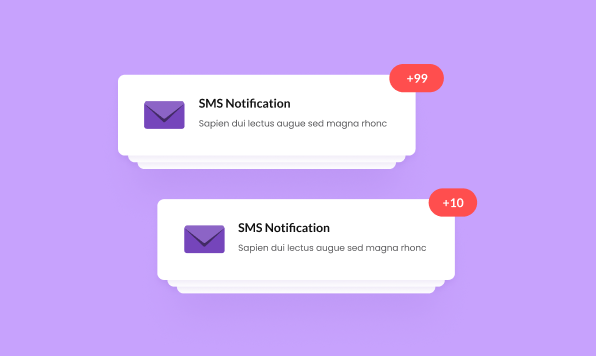 +99
SMS Notification
Sapien dui lectus augue sed magna rhonc
+10
SMS Notification
Sapien dui lectus augue sed magna rhonc